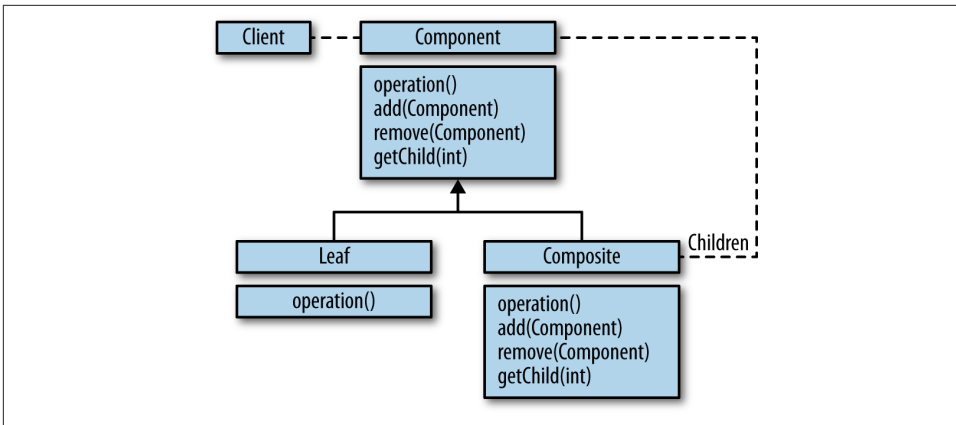 Client
Component
operation()
add(Component)
remove(Component)
getChild(int)
Leaf
operation()
Composite
Children
operation()
add(Component)
remove(Component)
getChild(int)